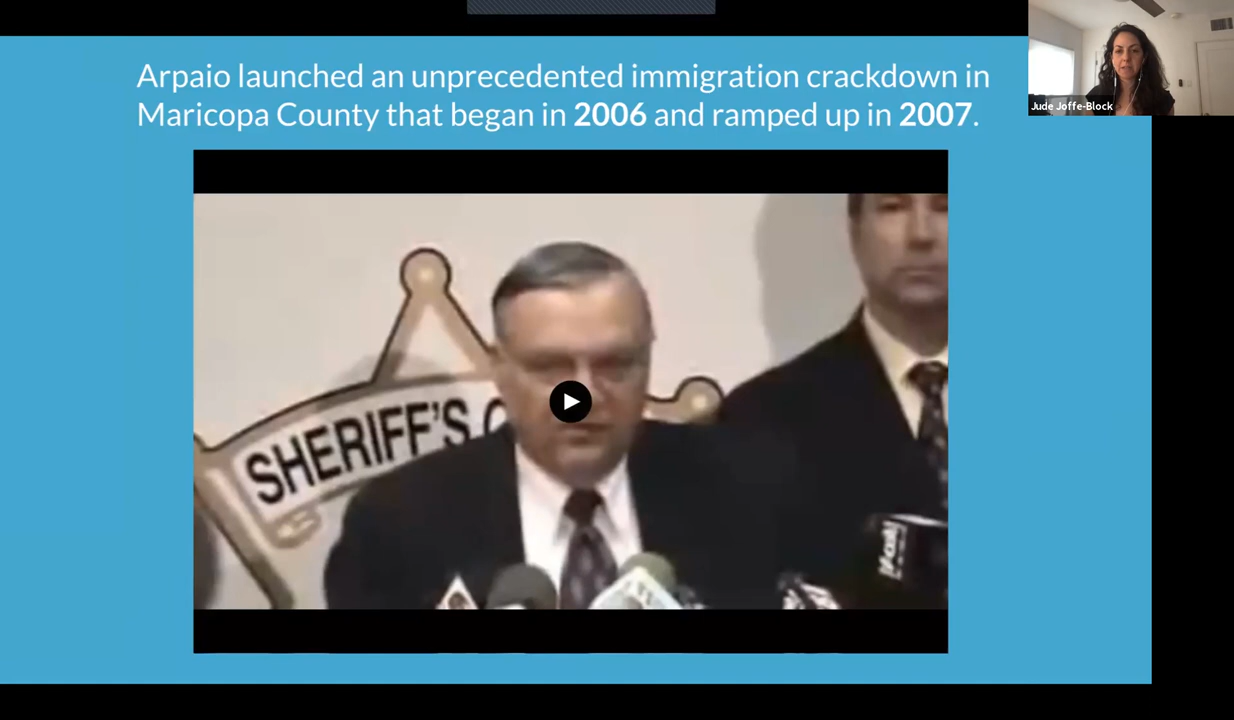 Arpaio launched an unprecedented immigration crackdown in
Maricopa County that began in 2006 and ramped up in 2007.
Jude Joffe-Block
SHERIFF'S